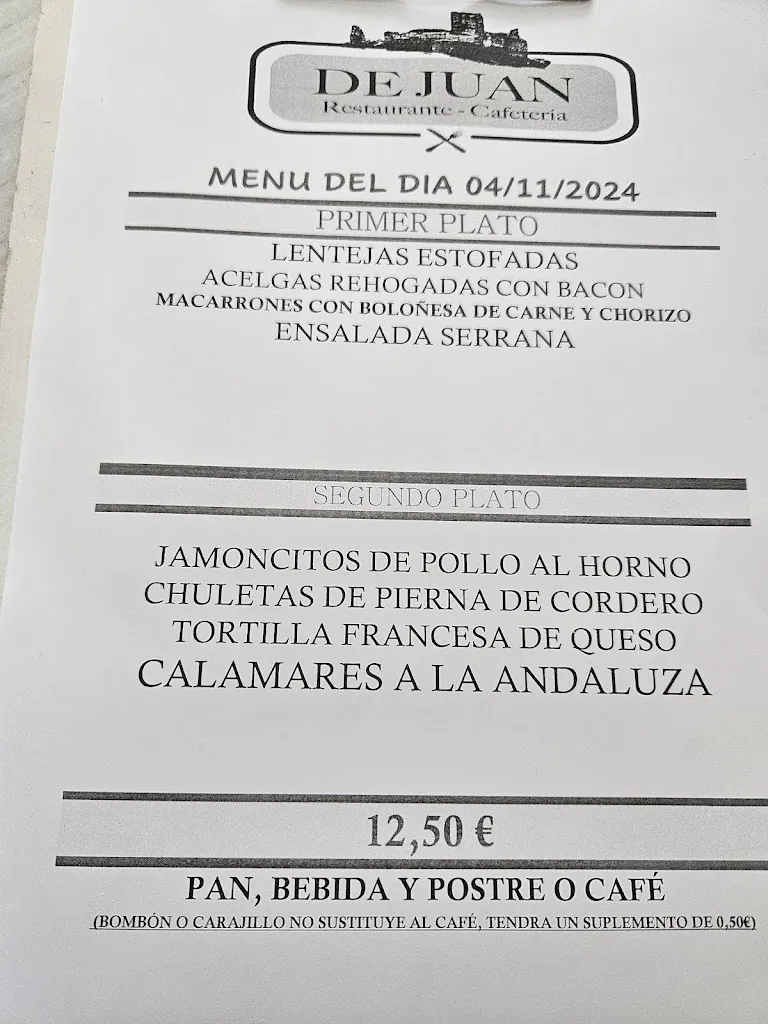 DE JUAN
Restaurante - Cafetería
MENU DEL DIA 04/11/2024
PRIMER PLATO
LENTEJAS ESTOFADAS
ACELGAS REHOGADAS CON BACON
MACARRONES CON BOLOÑESA DE CARNE Y CHORIZO
ENSALADA SERRANA
SEGUNDO PLATO
JAMONCITOS DE POLLO AL HORNO
CHULETAS DE PIERNA DE CORDERO
TORTILLA FRANCESA DE QUESO
CALAMARES A LA ANDALUZA
12,50 €
PAN, BEBIDA Y POSTRE O CAFÉ
(BOMBÓN O CARAJILLO NO SUSTITUYE AL CAFÉ, TENDRA UN SUPLEMENTO DE 0,50€)